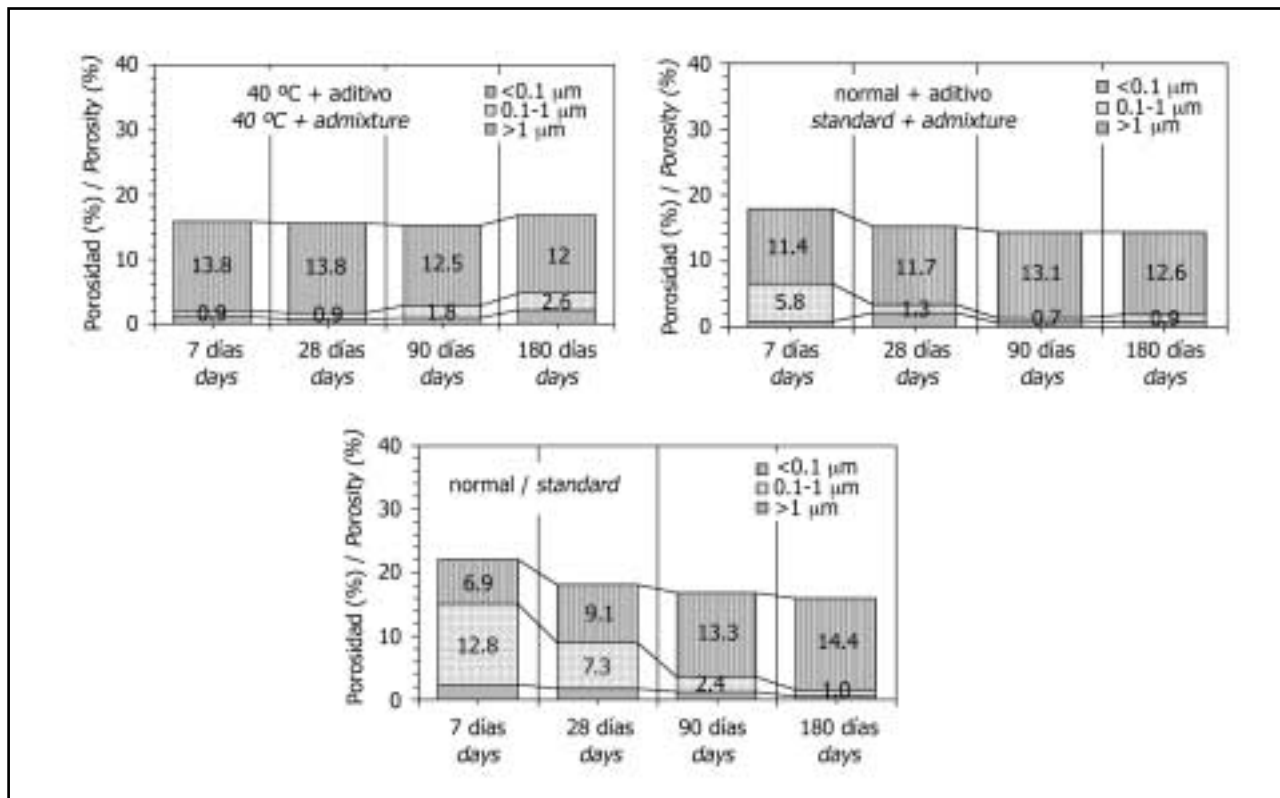 40 ºC + aditivo
40 ºC + admixture
<0.1 μm
0.1-1 μm
>1 μm
Porosidad (%) / Porosity (%)
40
30
20
10
0
13.8
13.8
12.5
12
0.9
0.9
1.8
2.6
7 días
days
28 días
days
90 días
days
180 días
days
normal + aditivo
standard + admixture
<0.1 μm
0.1-1 μm
>1 μm
Porosidad (%) / Porosity (%)
40
30
20
10
0
11.4
11.7
13.1
12.6
5.8
1.3
0.7
0.9
7 días
days
28 días
days
90 días
days
180 días
days
normal / standard
<0.1 μm
0.1-1 μm
>1 μm
Porosidad (%) / Porosity (%)
40
30
20
10
0
6.9
9.1
13.3
14.4
12.8
7.3
2.4
1.0
7 días
days
28 días
days
90 días
days
180 días
days